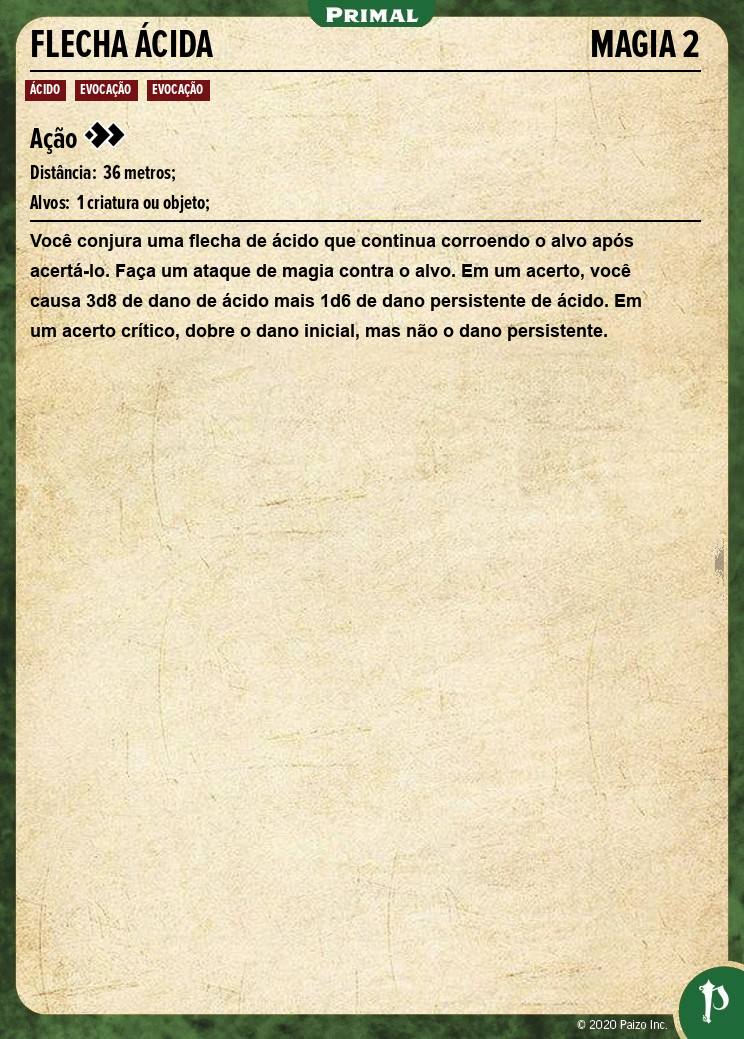 PRIMAL
FLECHA ÁCIDA MAGIA 2
ÁCIDO EVOCAÇÃO EVOCAÇÃO
Ação
Distância: 36 metros;
Alvos: 1 criatura ou objeto;
Você conjura uma flecha de ácido que continua corroendo o alvo após
acertá-lo. Faça um ataque de magia contra o alvo. Em um acerto, você
causa 3d8 de dano de ácido mais 1d6 de dano persistente de ácido. Em
um acerto crítico, dobre o dano inicial, mas não o dano persistente.
© 2020 Paizo Inc.
P